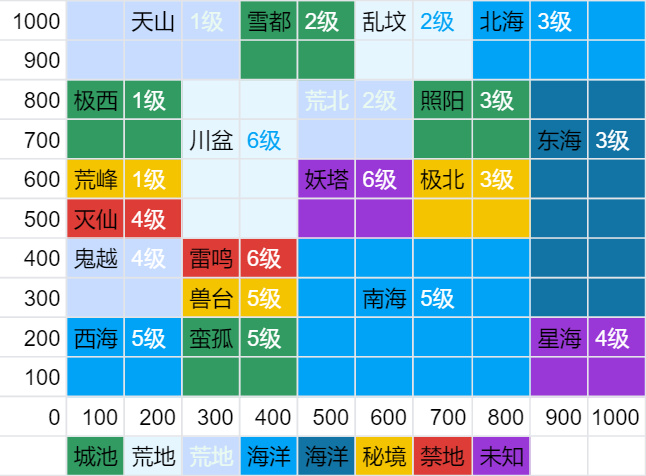 1000 天山 1级 雪都 2级 乱坟 2级 北海 3级
900
800 极西 1级 荒北 2级 照阳 3级
700 川盆 6级 东海 3级
600 荒峰 1级 妖塔 6级 极北 3级
500 灭仙 4级
400 鬼越 4级 雷鸣 6级
300 兽台 5级 南海 5级
200 西海 5级 蛮孤 5级 星海 4级
100
0 100 200 300 400 500 600 700 800 900 1000
城池 荒地 荒地 海洋 海洋 秘境 禁地 未知